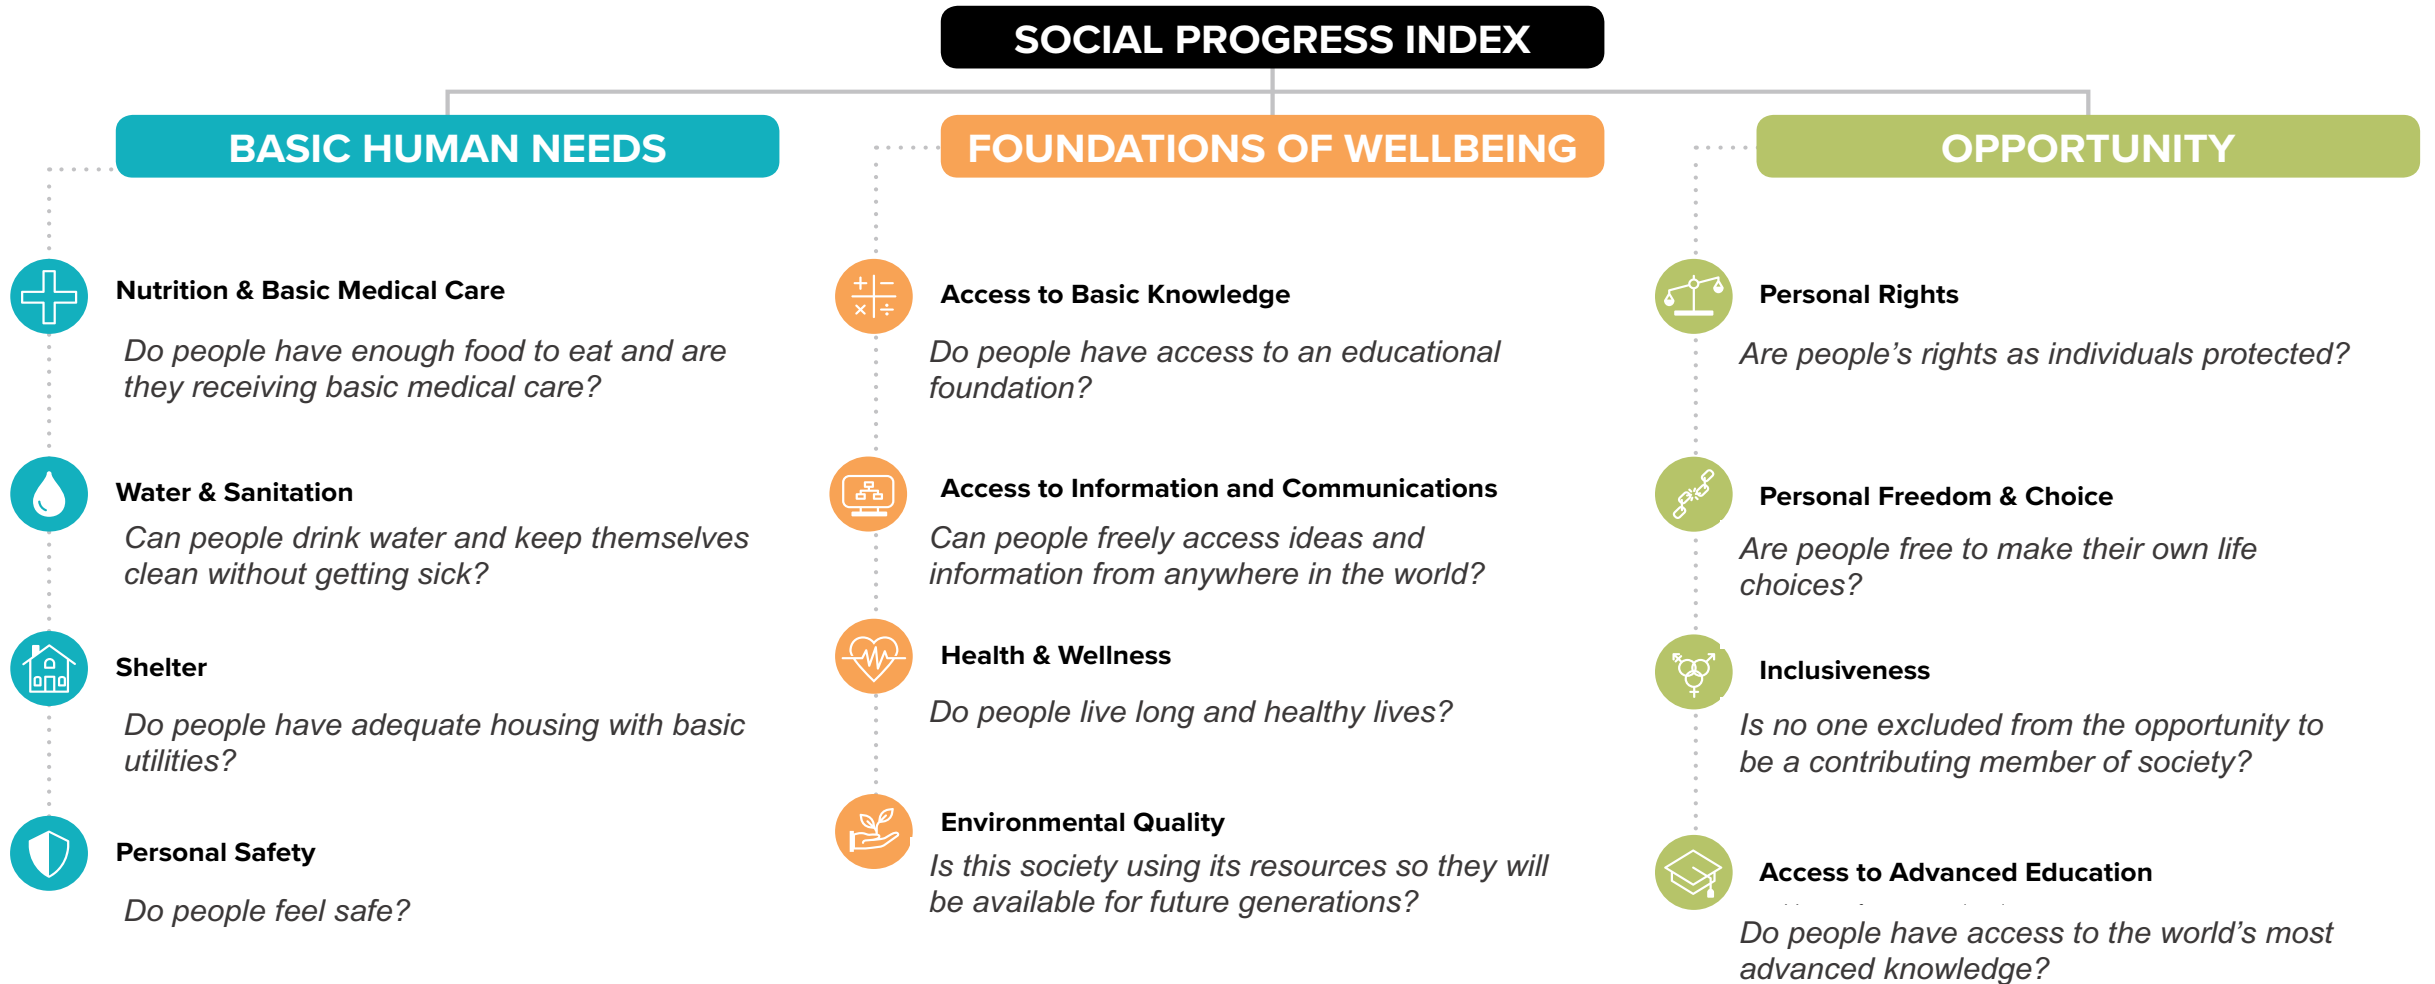 SOCIAL PROGRESS INDEX
BASIC HUMAN NEEDS
Nutrition & Basic Medical Care
Do people have enough food to eat and are
they receiving basic medical care?
Water & Sanitation
Can people drink water and keep themselves
clean without getting sick?
Shelter
Do people have adequate housing with basic
utilities?
Personal Safety
Do people feel safe?
FOUNDATIONS OF WELLBEING
Access to Basic Knowledge
Do people have access to an educational
foundation?
Access to Information and Communications
Can people freely access ideas and
information from anywhere in the world?
Health & Wellness
Do people live long and healthy lives?
Environmental Quality
Is this society using its resources so they will
be available for future generations?
OPPORTUNITY
Personal Rights
Are people’s rights as individuals protected?
Personal Freedom & Choice
Are people free to make their own life
choices?
Inclusiveness
Is no one excluded from the opportunity to
be a contributing member of society?
Access to Advanced Education
Do people have access to the world’s most
advanced knowledge?